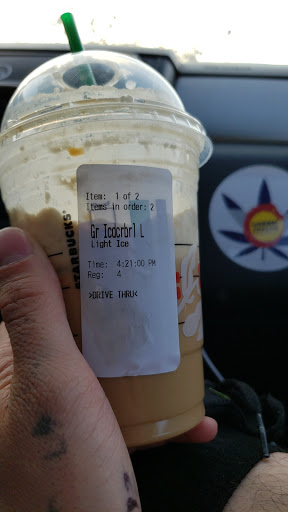 Item: 1 of 2
Items in order: 2
Gr Icdcrbrl L
Light Ice
Time: 4:21:00 PM
Reg: 4
>DRIVE THRU<
STARBUCKS